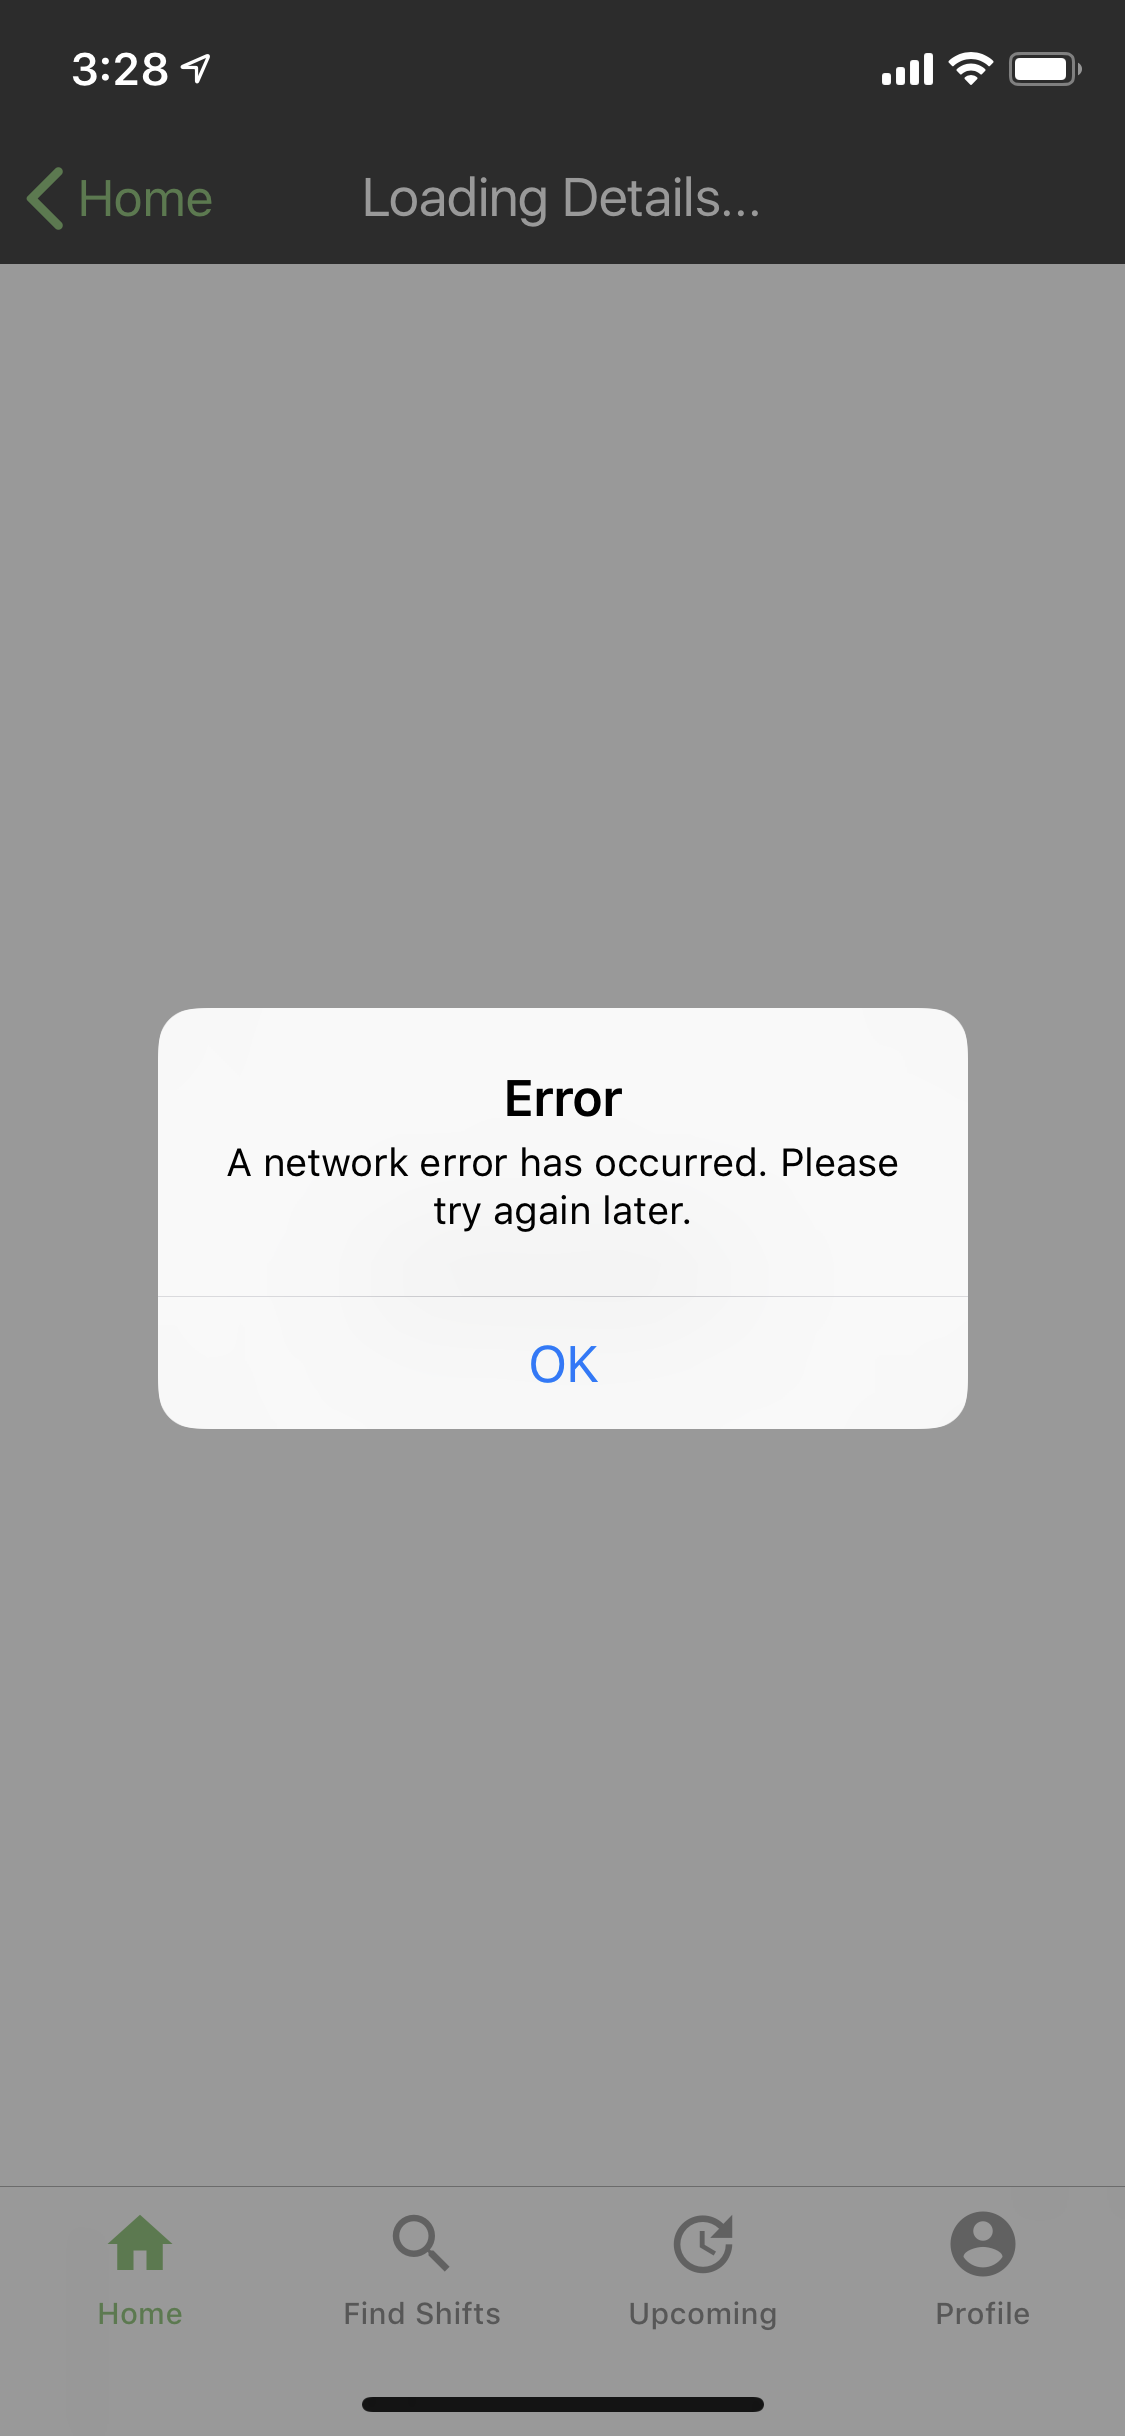 3:28
Home
Loading Details...
Error
A network error has occurred. Please
try again later.
OK
Home
Find Shifts
Upcoming
Profile